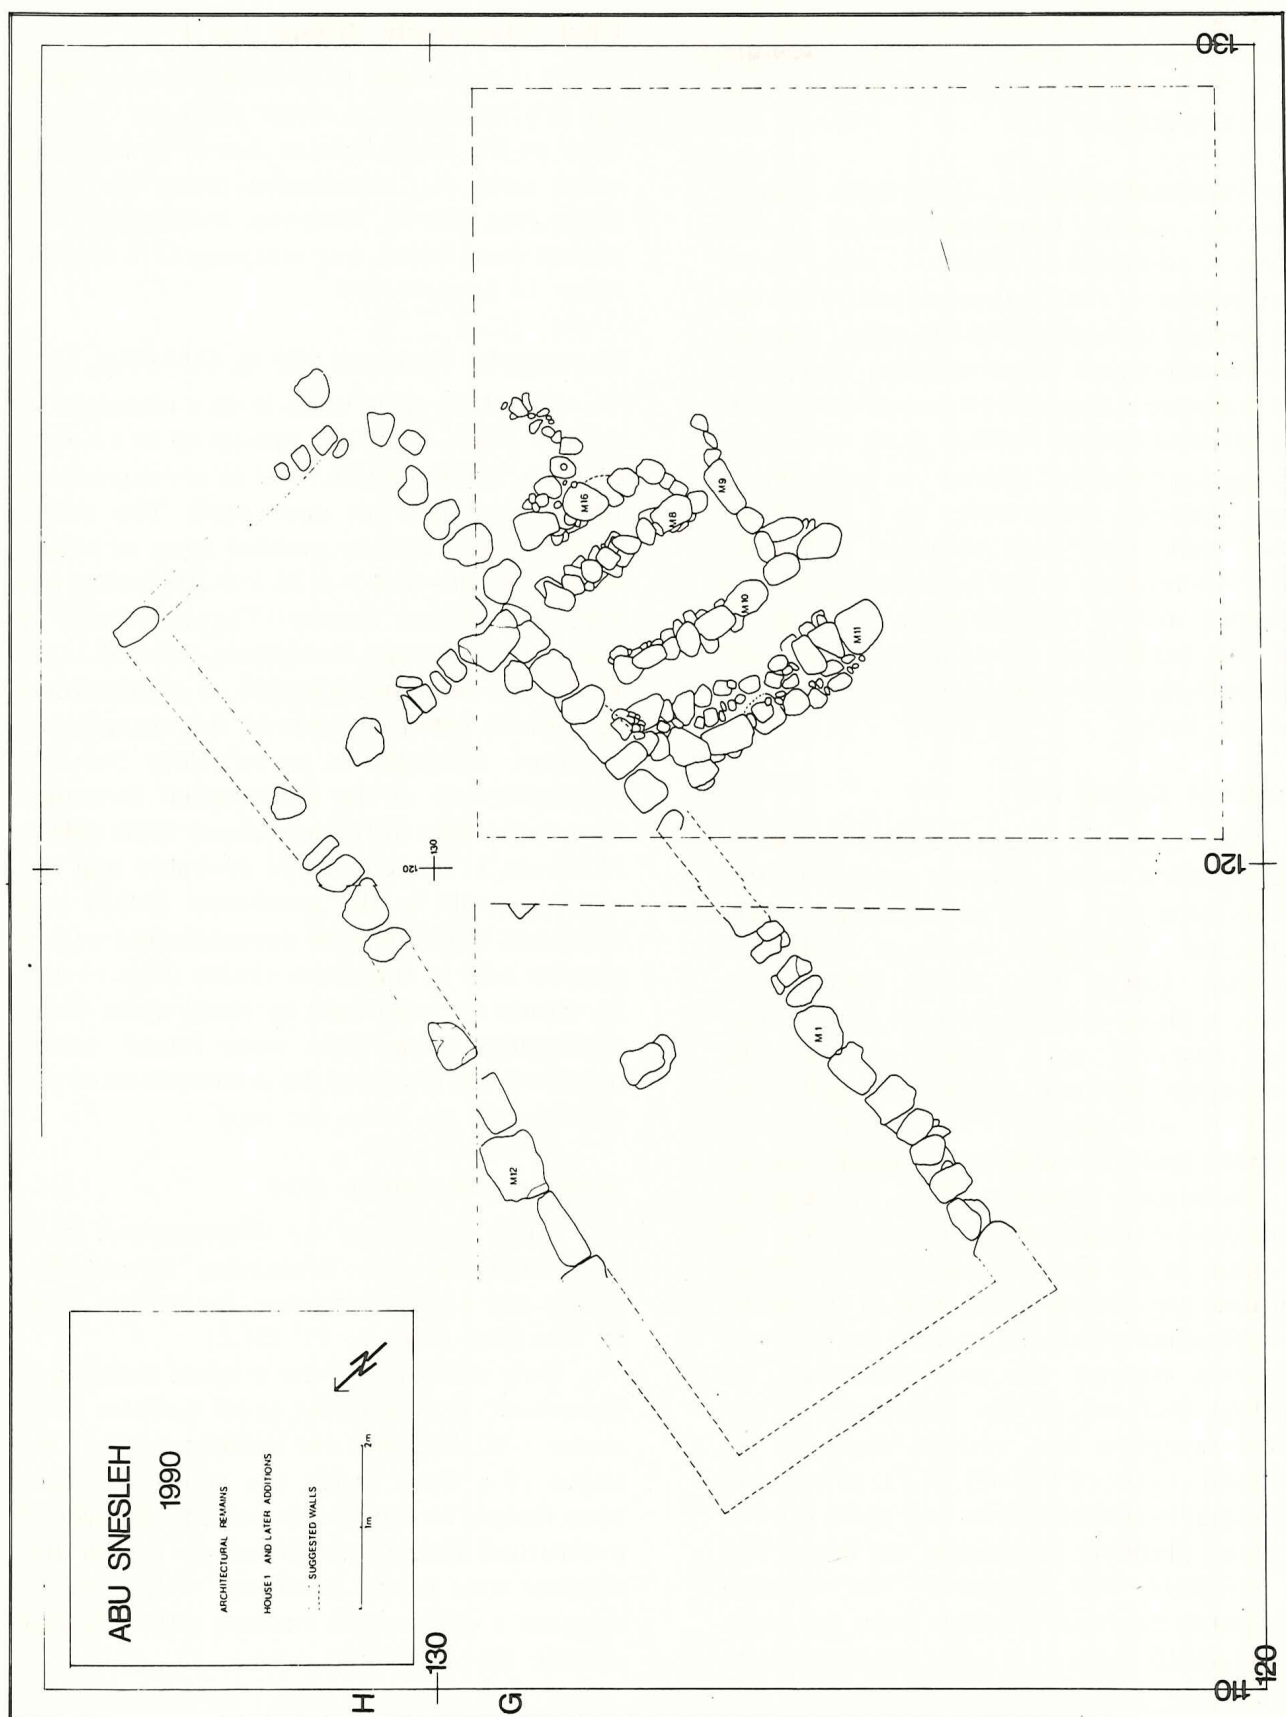 ABU SNESLEH
1990
ARCHITECTURAL REMAINS
HOUSE 1 AND LATER ADDITIONS
SUGGESTED WALLS
1m
2m
N
130
M16
M8
M9
M10
M11
120
130
120
M1
M12
H
130
G
110
120